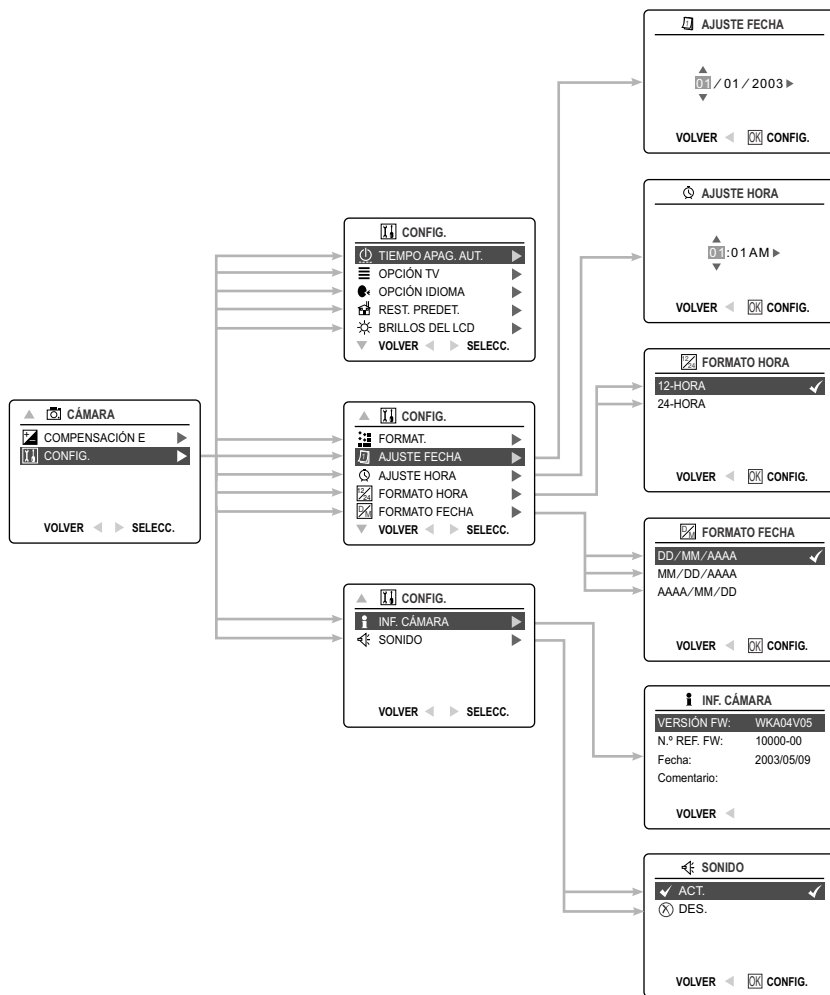 CÁMARA
COMPENSACIÓN E
CONFIG.
VOLVER SELECC.
CONFIG.
TIEMPO APAG. AUT.
OPCIÓN TV
OPCIÓN IDIOMA
REST. PREDET.
BRILLOS DEL LCD
VOLVER SELECC.
CONFIG.
FORMAT.
AJUSTE FECHA
AJUSTE HORA
12/24 FORMATO HORA
D/M FORMATO FECHA
VOLVER SELECC.
CONFIG.
INF. CÁMARA
SONIDO
VOLVER SELECC.
AJUSTE FECHA
01/01/2003
VOLVER OK CONFIG.
AJUSTE HORA
01:01AM
VOLVER OK CONFIG.
12/24 FORMATO HORA
12-HORA
24-HORA
VOLVER OK CONFIG.
D/M FORMATO FECHA
DD/MM/AAAA
MM/DD/AAAA
AAAA/MM/DD
VOLVER OK CONFIG.
INF. CÁMARA
VERSIÓN FW: WKA04V05
N.º REF. FW: 10000-00
Fecha: 2003/05/09
Comentario:
VOLVER
SONIDO
ACT.
DES.
VOLVER OK CONFIG.